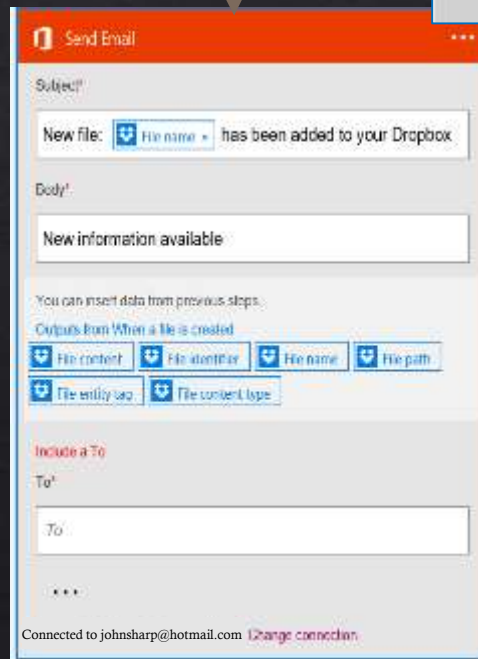 Send Email
Subject*
New file: File name × has been added to your Dropbox
Body*
New information available
You can insert data from previous steps.
Outputs from When a file is created
File content File identifier File name File path
File entity tag File content type
Include a To
To*
To
...
Connected to johnsharp@hotmail.com Change connection